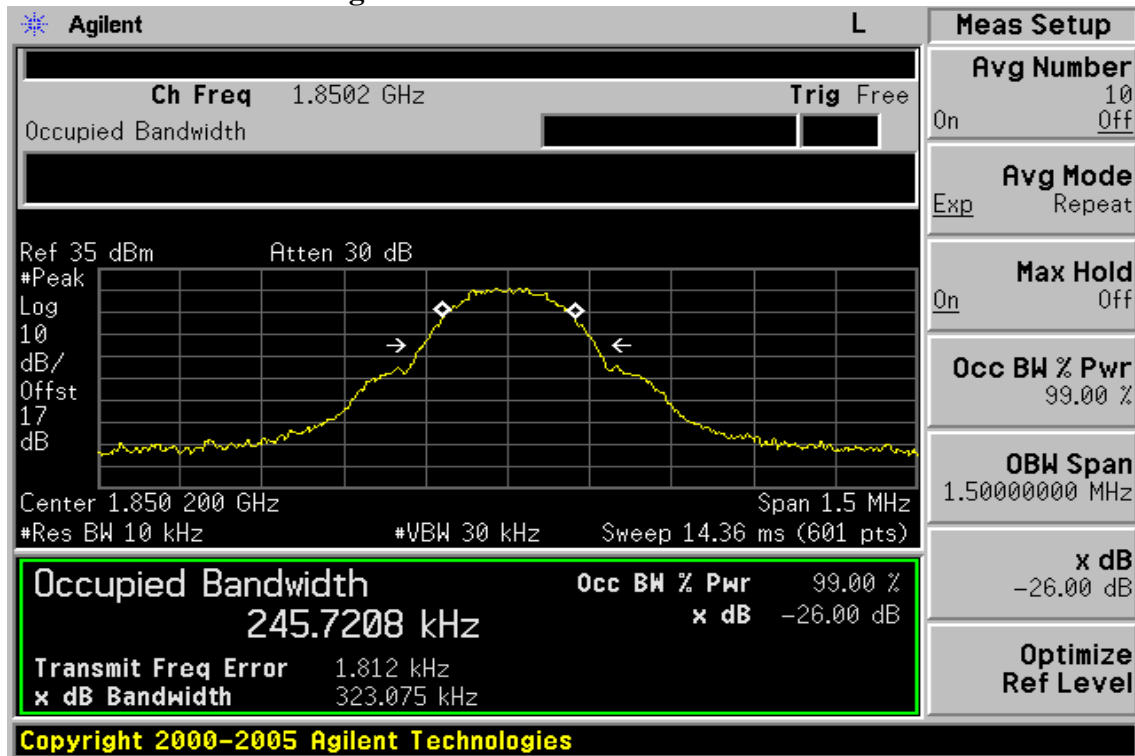 Agilent L
Ch Freq 1.8502 GHz Trig Free
Occupied Bandwidth
Ref 35 dBm Atten 30 dB
#Peak
Log
10
dB/
Offst
17
dB
Center 1.850 200 GHz Span 1.5 MHz
#Res BW 10 kHz #VBW 30 kHz Sweep 14.36 ms (601 pts)
Occupied Bandwidth Occ BW % Pwr 99.00 %
245.7208 kHz x dB -26.00 dB
Transmit Freq Error 1.812 kHz
x dB Bandwidth 323.075 kHz
Copyright 2000-2005 Agilent Technologies
Meas Setup
Avg Number
10
On Off
Avg Mode
Exp Repeat
Max Hold
On Off
Occ BW % Pwr
99.00 %
OBW Span
1.50000000 MHz
x dB
-26.00 dB
Optimize
Ref Level